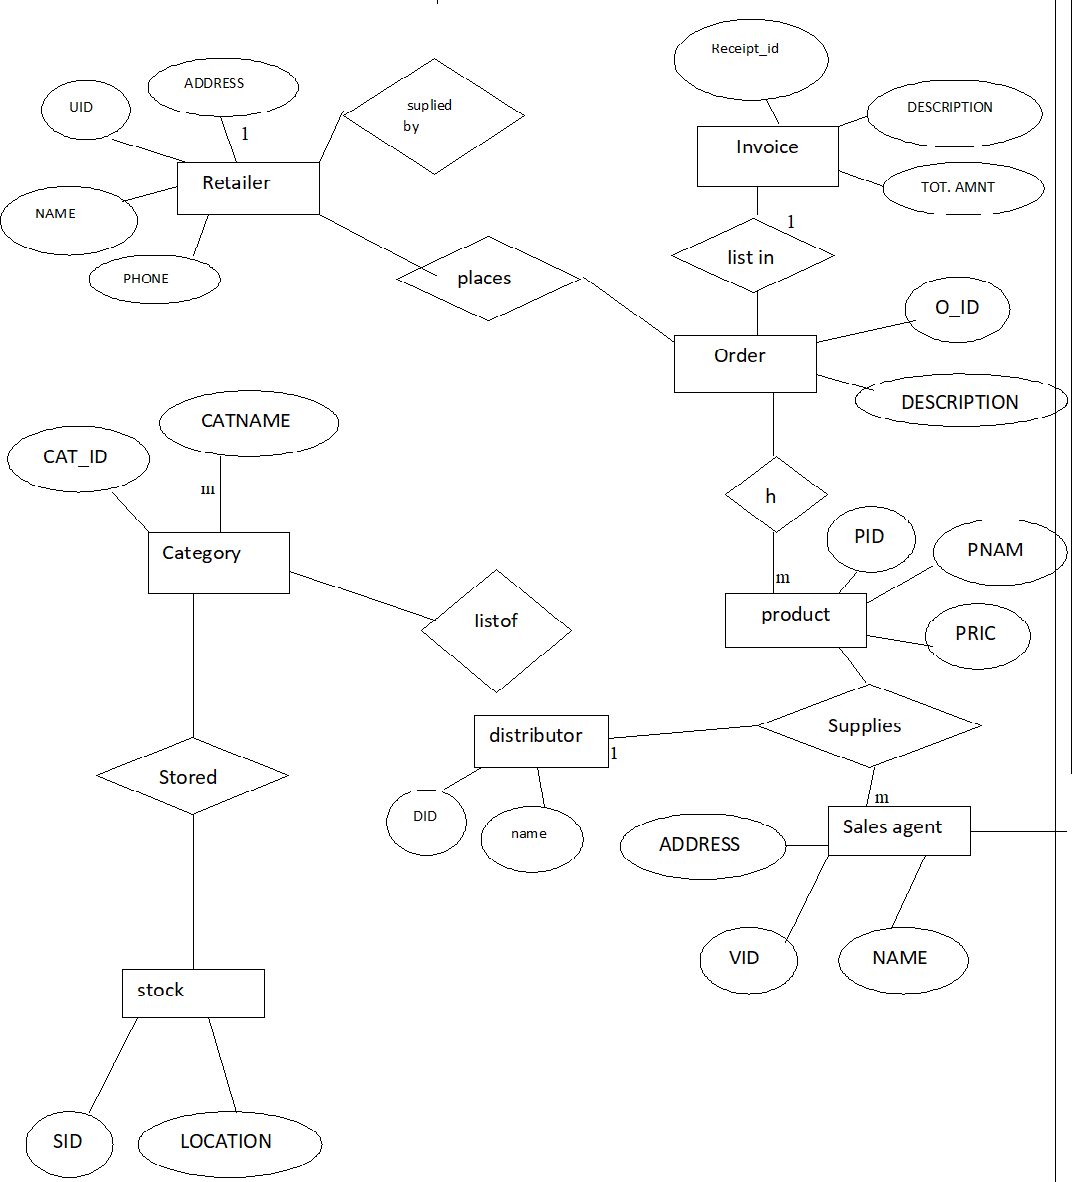 Receipt_id
ADDRESS
UID
suplied
by
DESCRIPTION
1
Invoice
Retailer
TOT. AMNT
NAME
1
list in
PHONE
places
O_ID
Order
DESCRIPTION
CATNAME
CAT_ID
m
h
PID
PNAM
Category
m
product
listof
PRIC
Supplies
distributor
1
Stored
m
DID
name
Sales agent
ADDRESS
VID
NAME
stock
SID
LOCATION